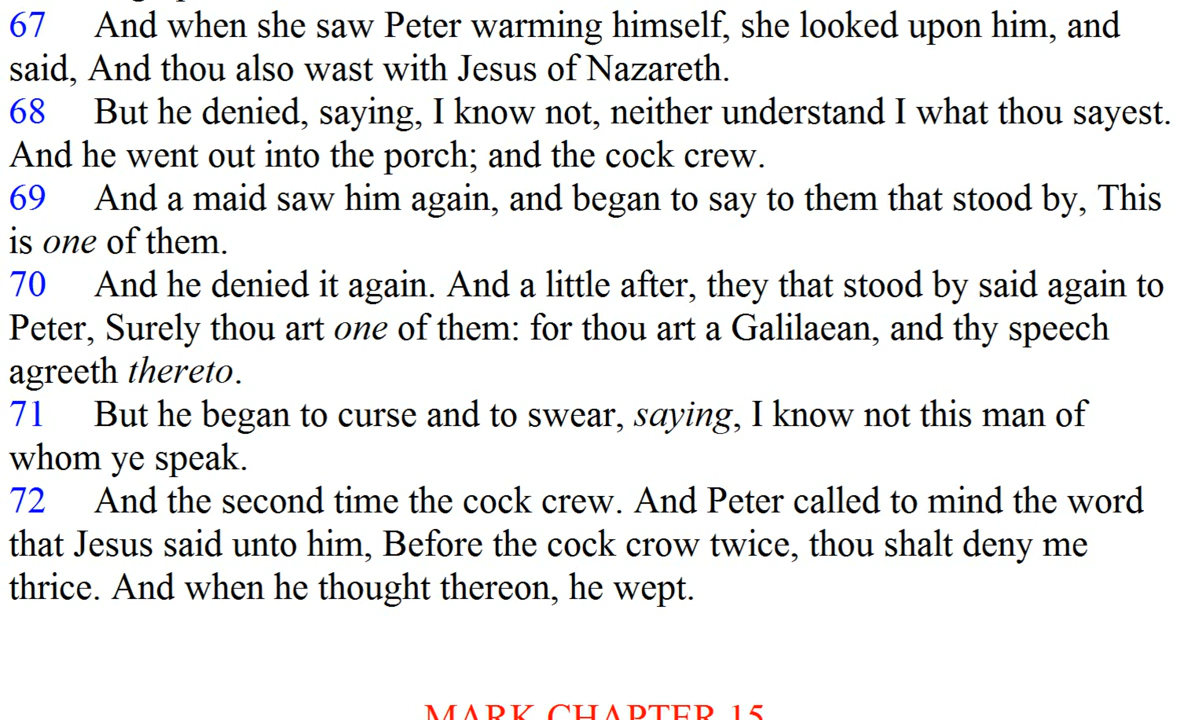 67 And when she saw Peter warming himself, she looked upon him, and
said, And thou also wast with Jesus of Nazareth.
68 But he denied, saying, I know not, neither understand I what thou sayest.
And he went out into the porch; and the cock crew.
69 And a maid saw him again, and began to say to them that stood by, This
is one of them.
70 And he denied it again. And a little after, they that stood by said again to
Peter, Surely thou art one of them: for thou art a Galilaean, and thy speech
agreeth thereto.
71 But he began to curse and to swear, saying, I know not this man of
whom ye speak.
72 And the second time the cock crew. And Peter called to mind the word
that Jesus said unto him, Before the cock crow twice, thou shalt deny me
thrice. And when he thought thereon, he wept.
MARK CHAPTER 15